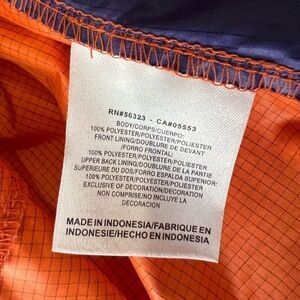 RN#56323 - CA#05553
BODY/CORPS/CUERPO:
100% POLYESTER/POLYESTER/POLIESTER
FRONT LINING/DOUBLURE DE DEVANT
/FORRO FRONTAL:
100% POLYESTER/POLYESTER/POLIESTER
UPPER BACK LINING/DOUBLURE DE LA PARTIE
SUPERIEURE DU DOS/FORRO ESPALDA SUPERIOR:
100% POLYESTER/POLYESTER/POLIESTER
EXCLUSIVE OF DECORATION/DECORATION
NON COMPRISE/NO INCLUYE LA
DECORACION
MADE IN INDONESIA/FABRIQUE EN
INDONESIE/HECHO EN INDONESIA